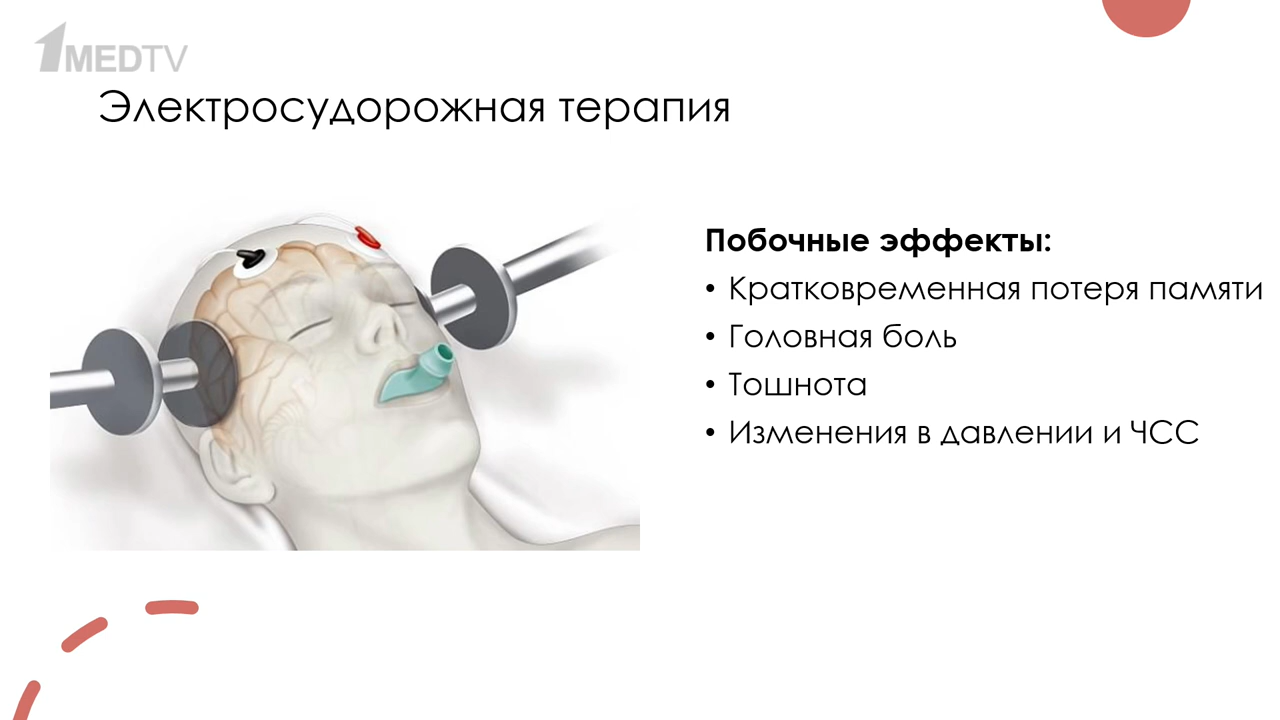 1MEDTV
Электросудорожная терапия
Побочные эффекты:
• Кратковременная потеря памяти
• Головная боль
• Тошнота
• Изменения в давлении и ЧСС